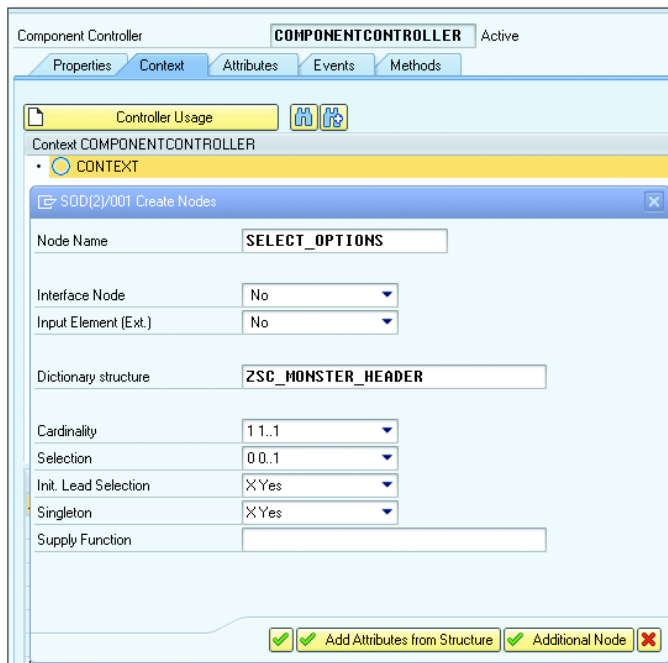 Component Controller COMPONENTCONTROLLER Active
Properties Context Attributes Events Methods
Controller Usage
Context COMPONENTCONTROLLER
CONTEXT
SOD(2)/001 Create Nodes
Node Name SELECT_OPTIONS
Interface Node No
Input Element (Ext.) No
Dictionary structure ZSC_MONSTER_HEADER
Cardinality 1 1..1
Selection 0 0..1
Init. Lead Selection X Yes
Singleton X Yes
Supply Function
Add Attributes from Structure Additional Node